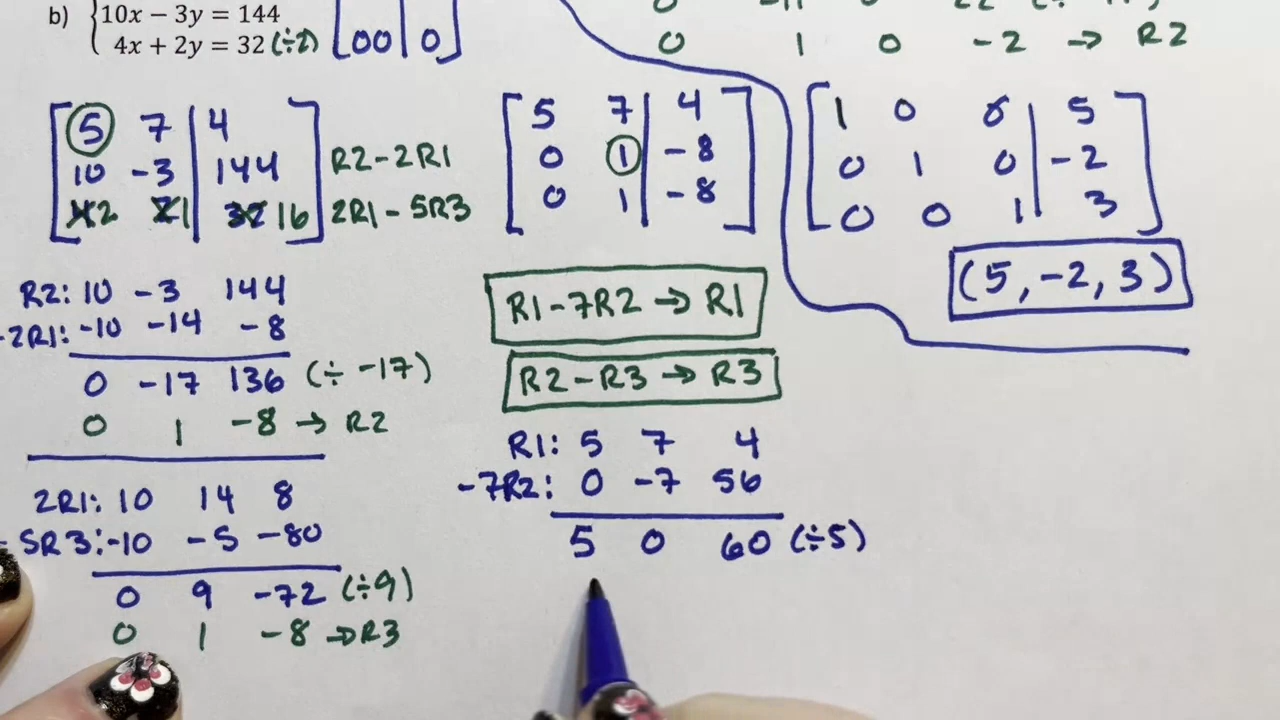 b) 10x − 3y = 144
4x + 2y = 32 (÷2)
[00|0]
0 1 0 -2 → R2
5 7 | 4
10 -3 | 144 R2-2R1
4 2 2 1 | 32 16 2R1-5R3
R2: 10 -3 144
-2R1: -10 -14 -8
0 -17 136 (÷ -17)
0 1 -8 → R2
2R1: 10 14 8
5R3: -10 -5 -80
0 9 -72 (÷9)
0 1 -8 → R3
5 7 | 4
0 1 | -8
0 1 | -8
R1-7R2 → R1
R2-R3 → R3
R1: 5 7 4
-7R2: 0 -7 56
5 0 60 (÷5)
1 0 0 | 5
0 1 0 | -2
0 0 1 | 3
(5, -2, 3)